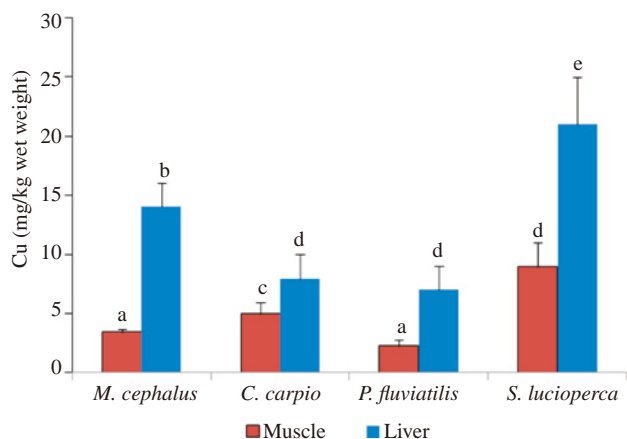 Cu (mg/kg wet weight)
30
25
20
15
10
5
0
a
b
c
d
a
d
d
e
M. cephalus
C. carpio
P. fluviatilis
S. lucioperca
Muscle
Liver